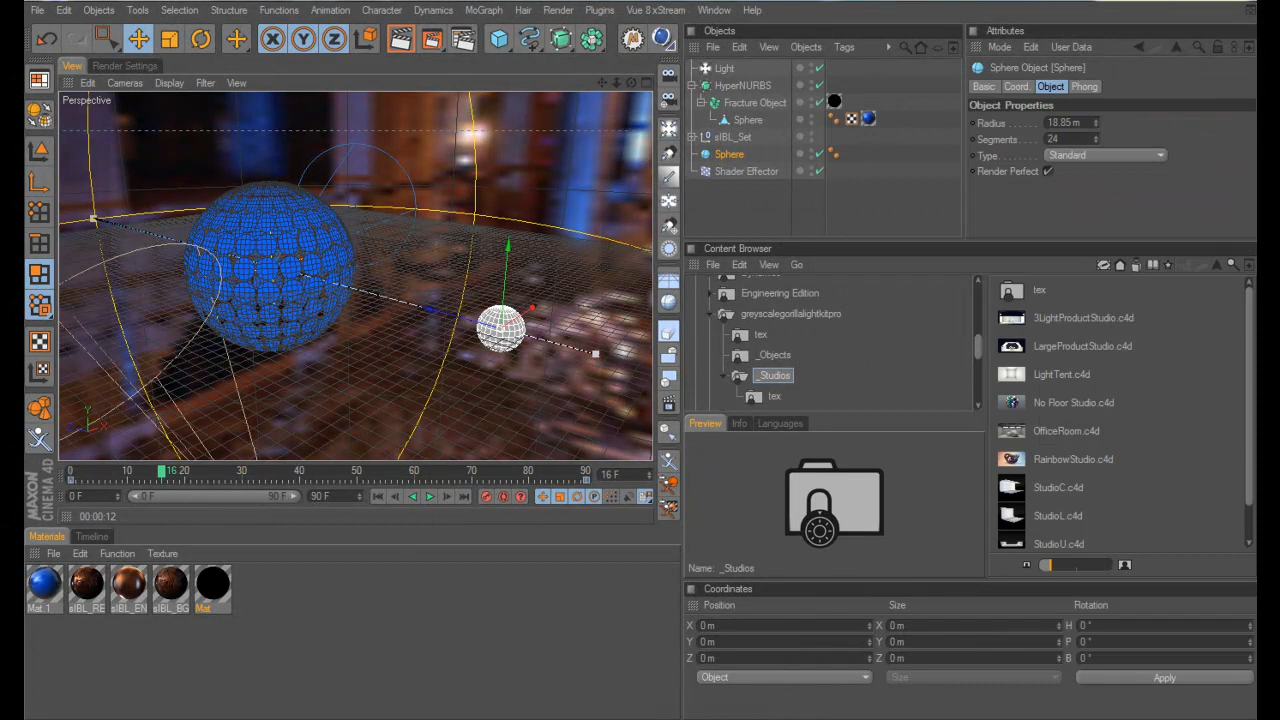 File Edit Objects Tools Selection Structure Functions Animation Character Dynamics MoGraph Hair Render Plugins Vue 8 xStream Window Help
View Render Settings
Edit Cameras Display Filter View
Perspective
0 10 16 20 30 40 50 60 70 80 90 16 F
0 F 0 F 90 F 90 F
00:00:12
MAXON
CINEMA 4D
Materials Timeline
File Edit Function Texture
Mat.1 sIBL_RE sIBL_EN sIBL_BG Mat
Objects
File Edit View Objects Tags
Light
HyperNURBS
Fracture Object
Sphere
sIBL_Set
Sphere
Shader Effector
Attributes
Mode Edit User Data
Sphere Object [Sphere]
Basic Coord. Object Phong
Object Properties
Radius 18.85 m
Segments 24
Type Standard
Render Perfect
Content Browser
File Edit View Go
Engineering Edition
greyscalegorillalightkitpro
tex
_Objects
_Studios
tex
tex
3LightProductStudio.c4d
LargeProductStudio.c4d
LightTent.c4d
No Floor Studio.c4d
OfficeRoom.c4d
RainbowStudio.c4d
StudioC.c4d
StudioL.c4d
StudioU.c4d
Preview Info Languages
Name: _Studios
Coordinates
Position Size Rotation
X 0 m X 0 m H 0 °
Y 0 m Y 0 m P 0 °
Z 0 m Z 0 m B 0 °
Object Size Apply